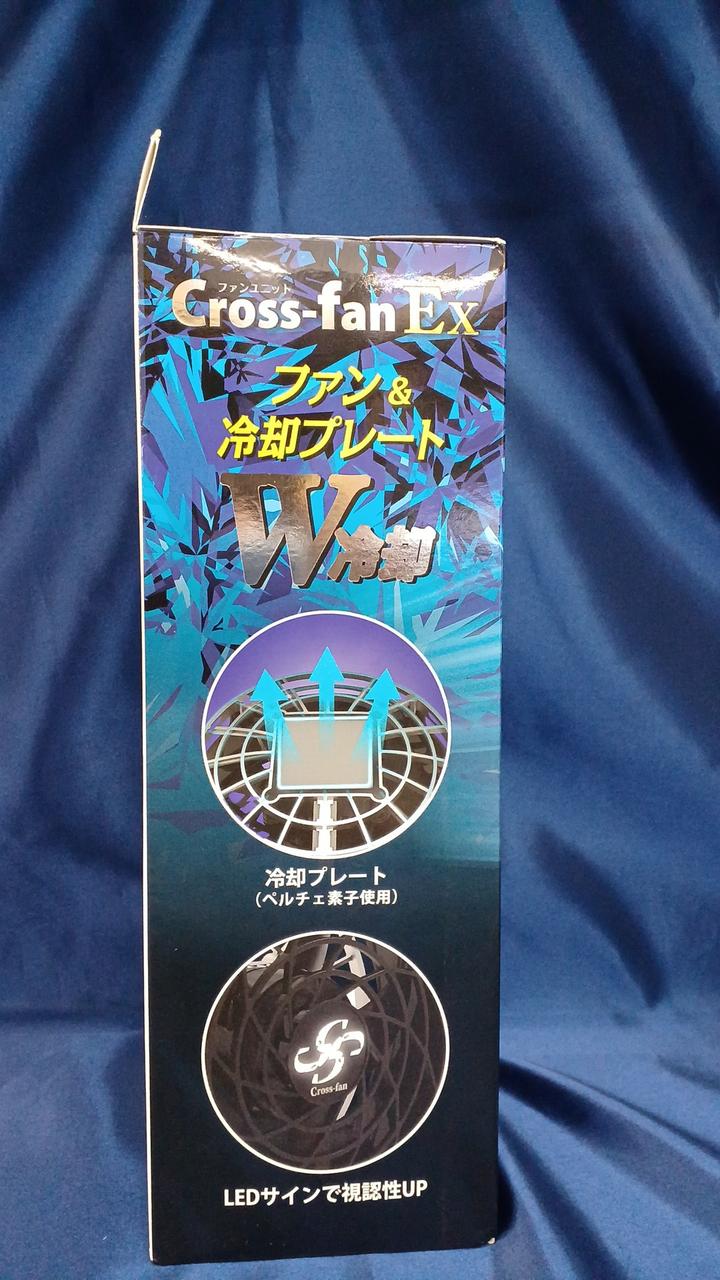 ファンユニット
Cross-fan Ex
ファン&
冷却プレート
W冷却
冷却プレート
(ペルチェ素子使用)
Cross-fan
LEDサインで視認性UP